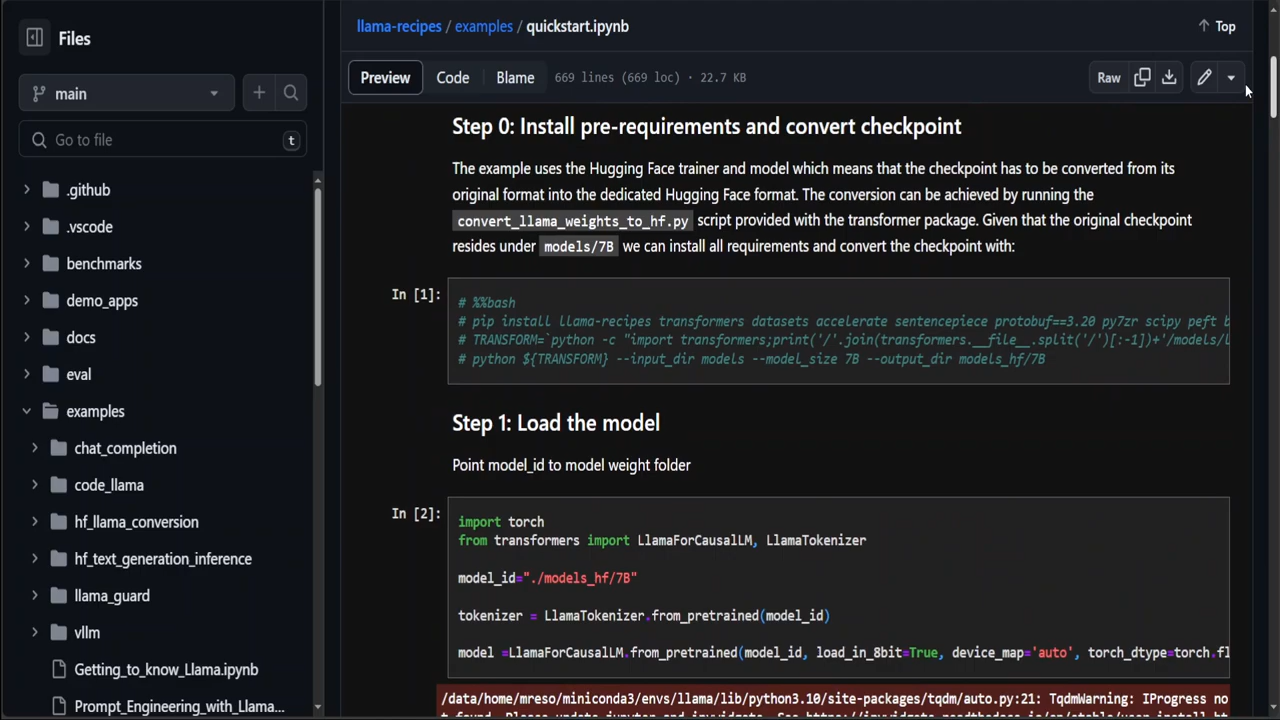 Files
main
Go to file
t
.github
.vscode
benchmarks
demo_apps
docs
eval
examples
chat_completion
code_llama
hf_llama_conversion
hf_text_generation_inference
llama_guard
vllm
Getting_to_know_Llama.ipynb
Prompt_Engineering_with_Llama...
llama-recipes / examples / quickstart.ipynb
Top
Preview Code Blame 669 lines (669 loc) · 22.7 KB
Raw
Step 0: Install pre-requirements and convert checkpoint
The example uses the Hugging Face trainer and model which means that the checkpoint has to be converted from its
original format into the dedicated Hugging Face format. The conversion can be achieved by running the
convert_llama_weights_to_hf.py script provided with the transformer package. Given that the original checkpoint
resides under models/7B we can install all requirements and convert the checkpoint with:
In [1]:
# %%bash
# pip install llama-recipes transformers datasets accelerate sentencepiece protobuf==3.20 py7zr scipy peft b
# TRANSFORM=`python -c "import transformers;print('/'.join(transformers.__file__.split('/')[:-1])+'/models/l
# python ${TRANSFORM} --input_dir models --model_size 7B --output_dir models_hf/7B
Step 1: Load the model
Point model_id to model weight folder
In [2]:
import torch
from transformers import LlamaForCausalLM, LlamaTokenizer
model_id="./models_hf/7B"
tokenizer = LlamaTokenizer.from_pretrained(model_id)
model =LlamaForCausalLM.from_pretrained(model_id, load_in_8bit=True, device_map='auto', torch_dtype=torch.fl
/data/home/mreso/miniconda3/envs/llama/lib/python3.10/site-packages/tqdm/auto.py:21: TqdmWarning: IProgress no